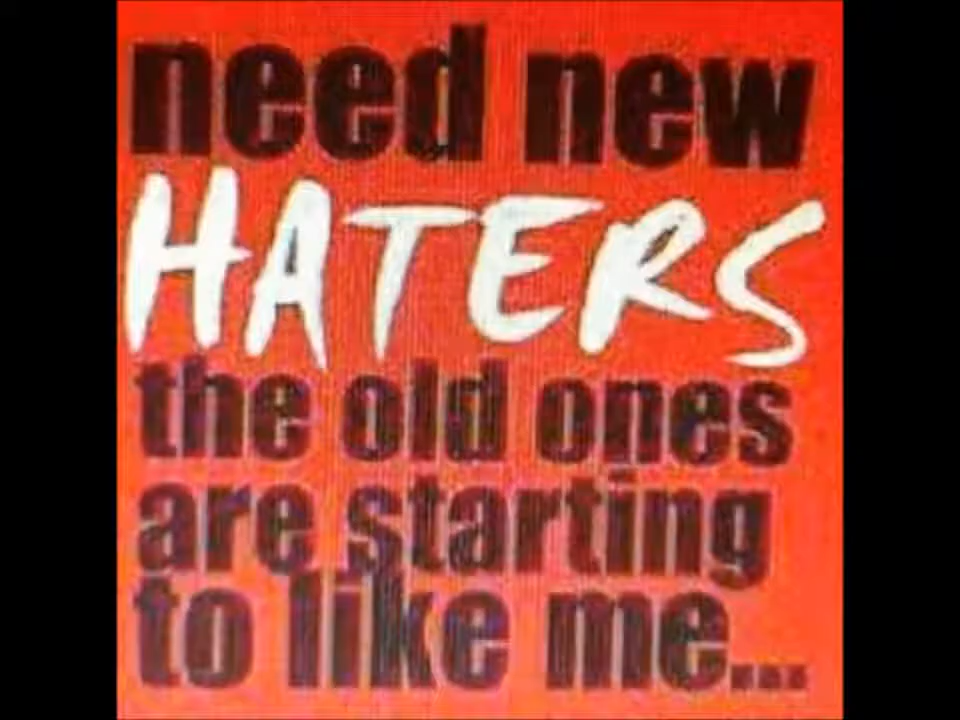 need new
HATERS
the old ones
are starting
to like me...